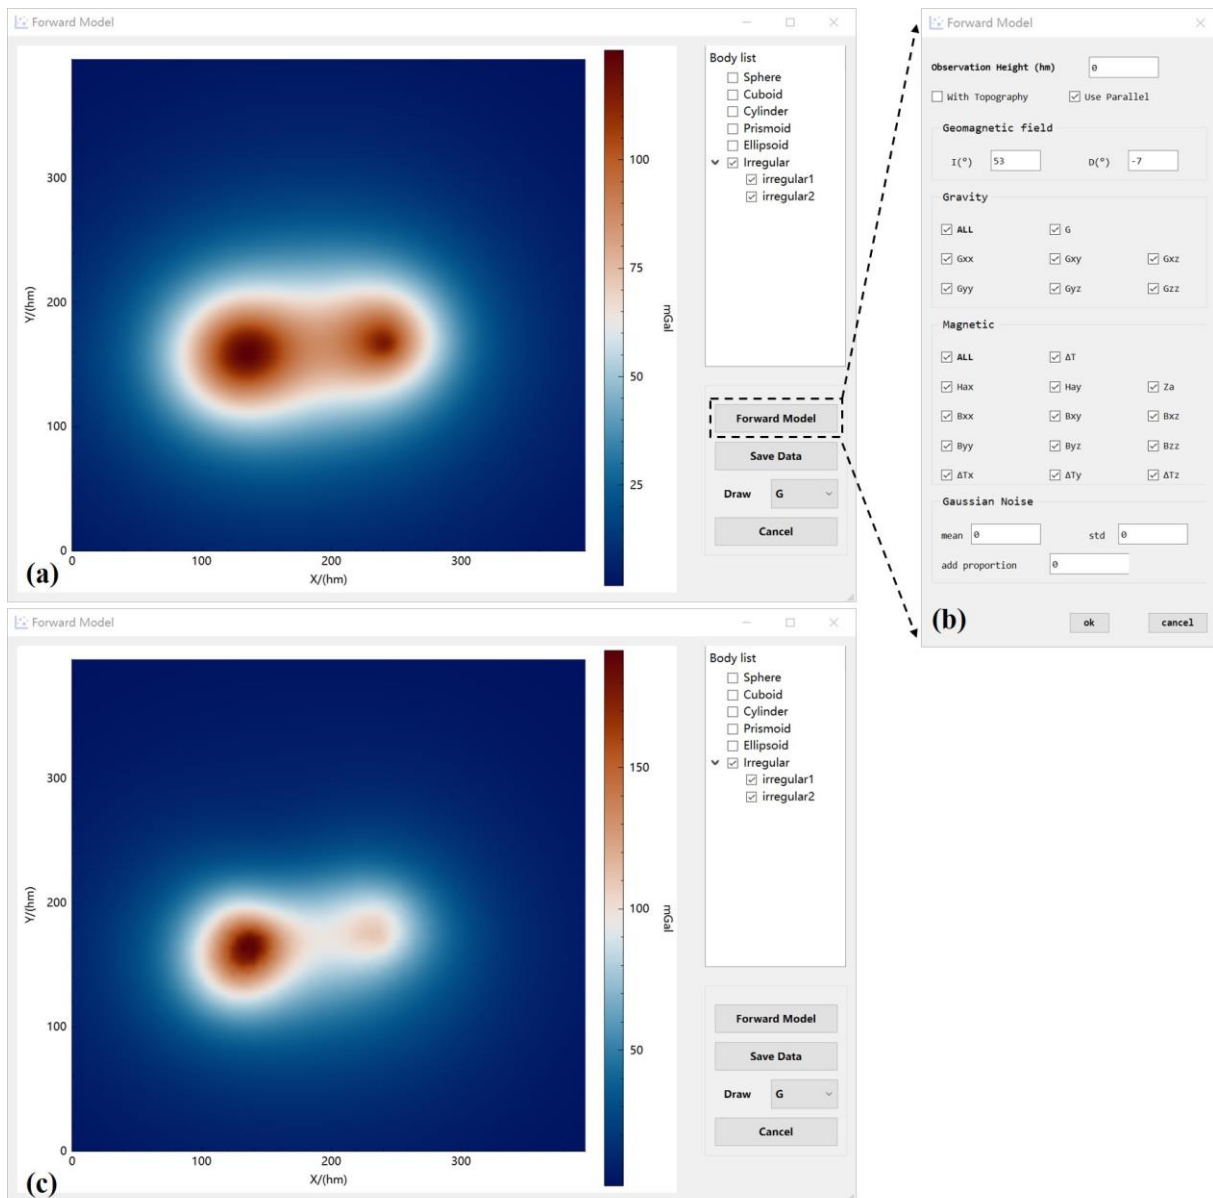 Forward Model
Body list
Sphere
Cuboid
Cylinder
Prismoid
Ellipsoid
Irregular
irregular1
irregular2
300
200
100
0
Y/(hm)
0 100 200 300
X/(hm)
100
75
50
25
mGal
Forward Model
Save Data
Draw G
Cancel
(a)
Forward Model
Observation Height (hm) 0
With Topography Use Parallel
Geomagnetic field
I(°) 53 D(°) -7
Gravity
ALL G
Gxx Gxy Gxz
Gyy Gyz Gzz
Magnetic
ALL ΔT
Hax Hay Za
Bxx Bxy Bxz
Byy Byz Bzz
ΔTx ΔTy ΔTz
Gaussian Noise
mean 0 std 0
add proportion 0
ok cancel
(b)
Forward Model
Body list
Sphere
Cuboid
Cylinder
Prismoid
Ellipsoid
Irregular
irregular1
irregular2
300
200
100
0
Y/(hm)
0 100 200 300
X/(hm)
150
100
50
mGal
Forward Model
Save Data
Draw G
Cancel
(c)